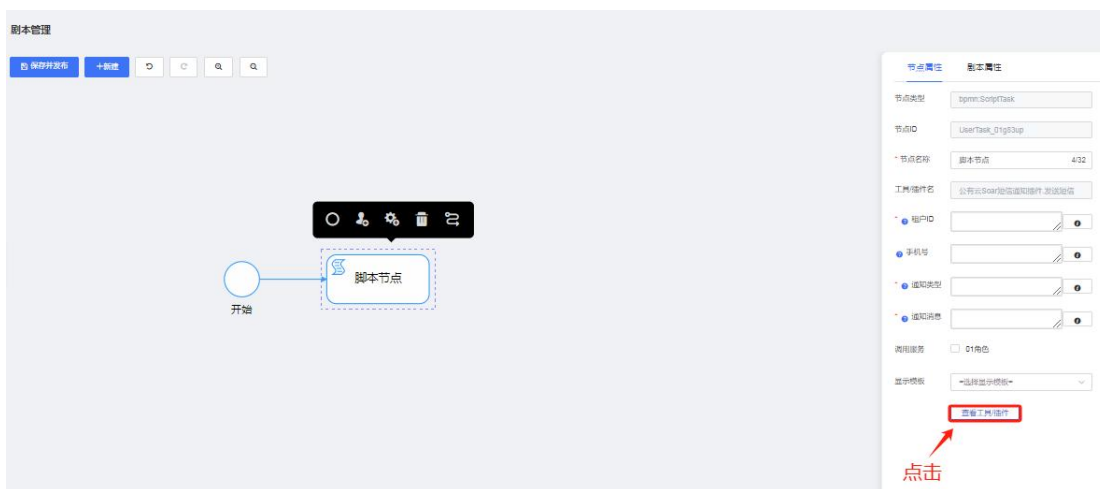 剧本管理
保存并发布
+新建
节点属性 剧本属性
节点类型 bpmn:ScriptTask
节点ID UserTask_01g53up
* 节点名称 脚本节点 4/32
工具/插件名 公有云Soar短信通知插件.发送短信
* 租户ID
手机号
* 通知类型
* 通知消息
调用服务 01角色
显示模板 =选择显示模板=
查看工具/插件
点击
脚本节点
开始